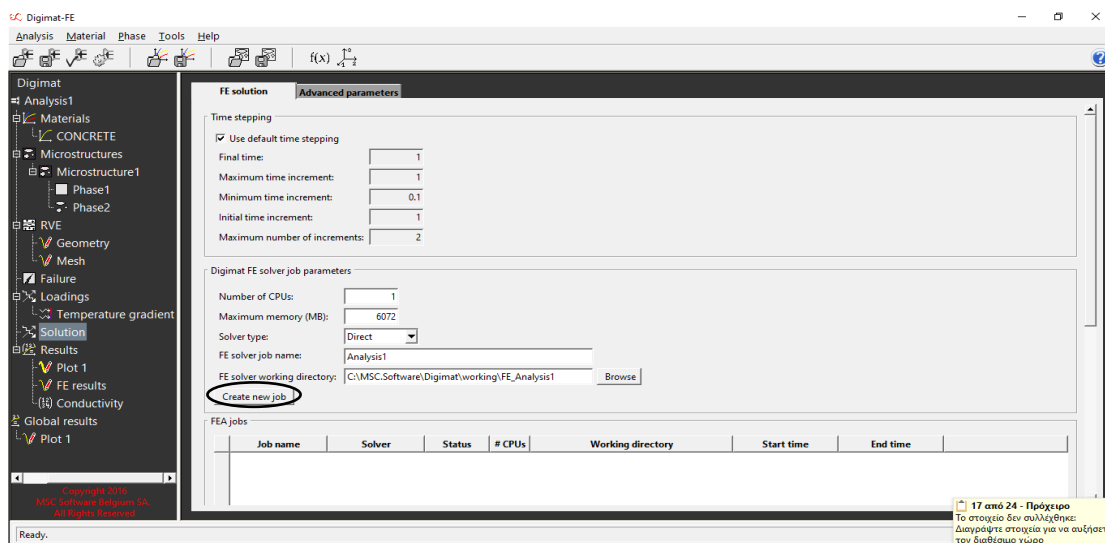 Digimat-FE
Analysis Material Phase Tools Help
f(x)
Digimat
Analysis1
Materials
CONCRETE
Microstructures
Microstructure1
Phase1
Phase2
RVE
Geometry
Mesh
Failure
Loadings
Temperature gradient
Solution
Results
Plot 1
FE results
Conductivity
Global results
Plot 1
Copyright 2016
MSC Software Belgium SA.
All Rights Reserved
FE solution Advanced parameters
Time stepping
Use default time stepping
Final time: 1
Maximum time increment: 1
Minimum time increment: 0.1
Initial time increment: 1
Maximum number of increments: 2
Digimat FE solver job parameters
Number of CPUs: 1
Maximum memory (MB): 6072
Solver type: Direct
FE solver job name: Analysis1
FE solver working directory: C:\MSC.Software\Digimat\working\FE_Analysis1 Browse
Create new job
FEA jobs
Job name Solver Status # CPUs Working directory Start time End time
17 από 24 - Πρόχειρο
Το στοιχείο δεν συλλέχθηκε:
Διαγράψτε στοιχεία για να αυξήσετ
τον διαθέσιμο χώρο
Ready.